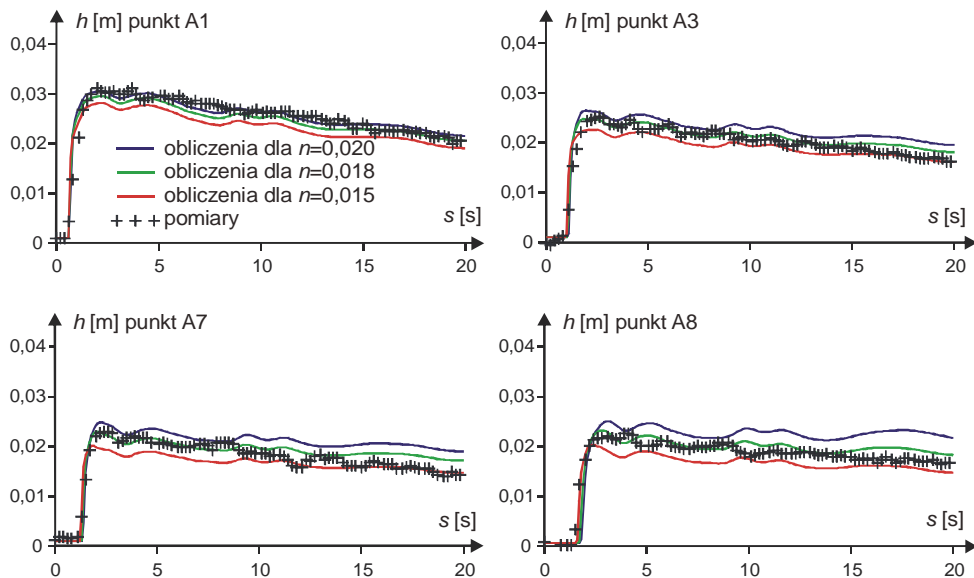 h [m] punkt A1
0,04
0,03
0,02
0,01
0
obliczenia dla n=0,020
obliczenia dla n=0,018
obliczenia dla n=0,015
+ + + pomiary
s [s]
0 5 10 15 20
h [m] punkt A3
0,04
0,03
0,02
0,01
0
s [s]
0 5 10 15 20
h [m] punkt A7
0,04
0,03
0,02
0,01
0
s [s]
0 5 10 15 20
h [m] punkt A8
0,04
0,03
0,02
0,01
0
s [s]
0 5 10 15 20